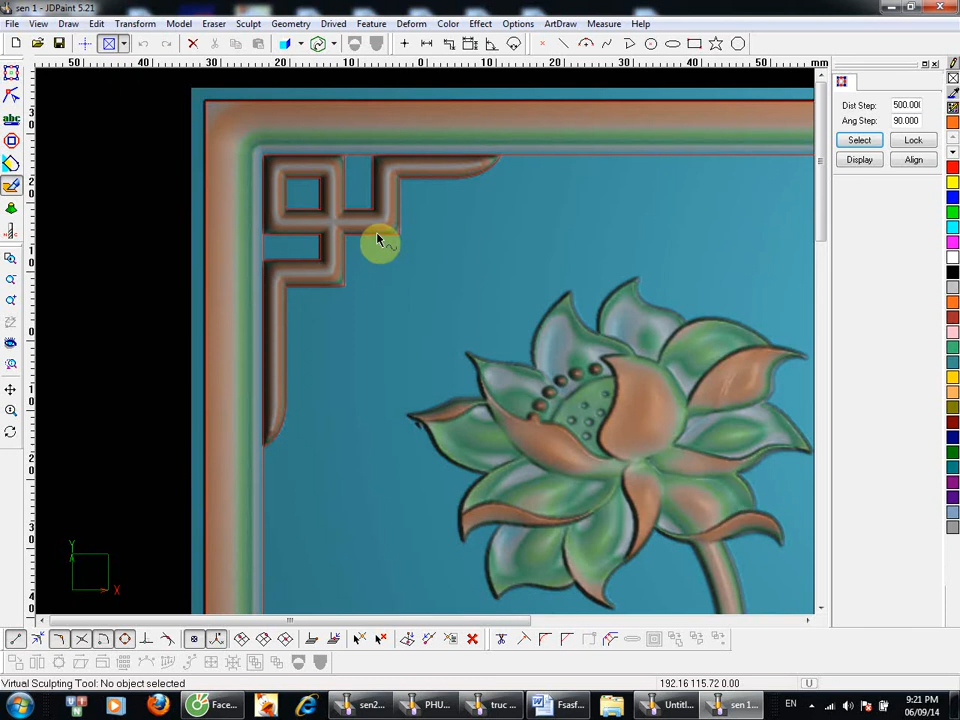 sen 1 - JDPaint 5.21
File View Draw Edit Transform Model Eraser Sculpt Geometry Drived Feature Deform Color Effect Options ArtDraw Measure Help
50 40 30 20 10 0 10 20 30 40 50 mm
Dist Step: 500.00
Ang Step: 90.000
Select Lock
Display Align
abc
Y
X
Virtual Sculpting Tool: No object selected
192.16 115.72 0.00
U
Face...
sen2...
PHU...
truc ...
Fsasf...
Untitl...
sen 1...
EN
9:21 PM
06/09/14